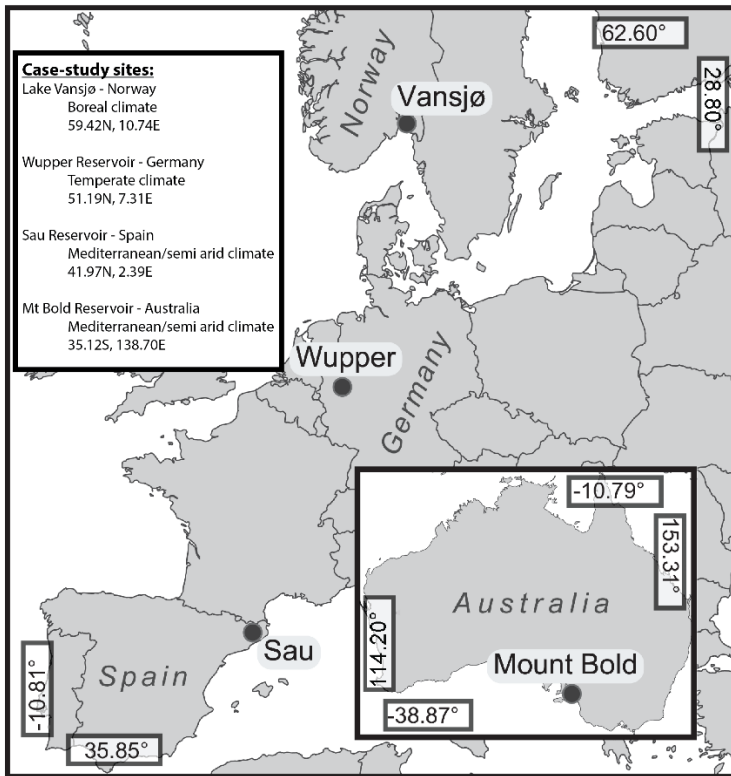 62.60°
28.80°
Case-study sites:
Lake Vansjø - Norway
Boreal climate
59.42N, 10.74E
Wupper Reservoir - Germany
Temperate climate
51.19N, 7.31E
Sau Reservoir - Spain
Mediterranean/semi arid climate
41.97N, 2.39E
Mt Bold Reservoir - Australia
Mediterranean/semi arid climate
35.12S, 138.70E
Norway
Vansjø
Wupper
Germany
-10.79°
153.31°
Australia
114.20°
Mount Bold
-38.87°
Sau
Spain
-10.81°
35.85°